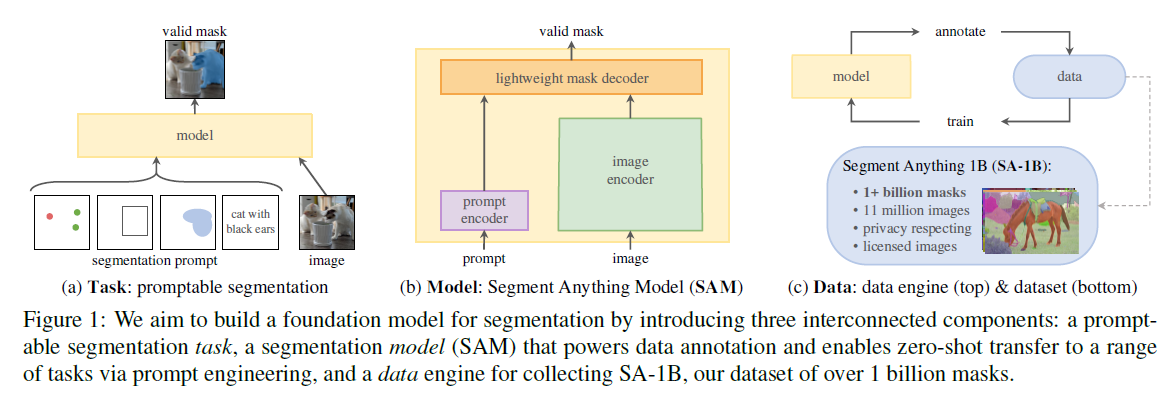 valid mask
model
cat with
black ears
segmentation prompt
image
(a) Task: promptable segmentation
valid mask
lightweight mask decoder
image
encoder
prompt
encoder
prompt
image
(b) Model: Segment Anything Model (SAM)
annotate
model
data
train
Segment Anything 1B (SA-1B):
• 1+ billion masks
• 11 million images
• privacy respecting
• licensed images
(c) Data: data engine (top) & dataset (bottom)
Figure 1: We aim to build a foundation model for segmentation by introducing three interconnected components: a prompt-
able segmentation task, a segmentation model (SAM) that powers data annotation and enables zero-shot transfer to a range
of tasks via prompt engineering, and a data engine for collecting SA-1B, our dataset of over 1 billion masks.